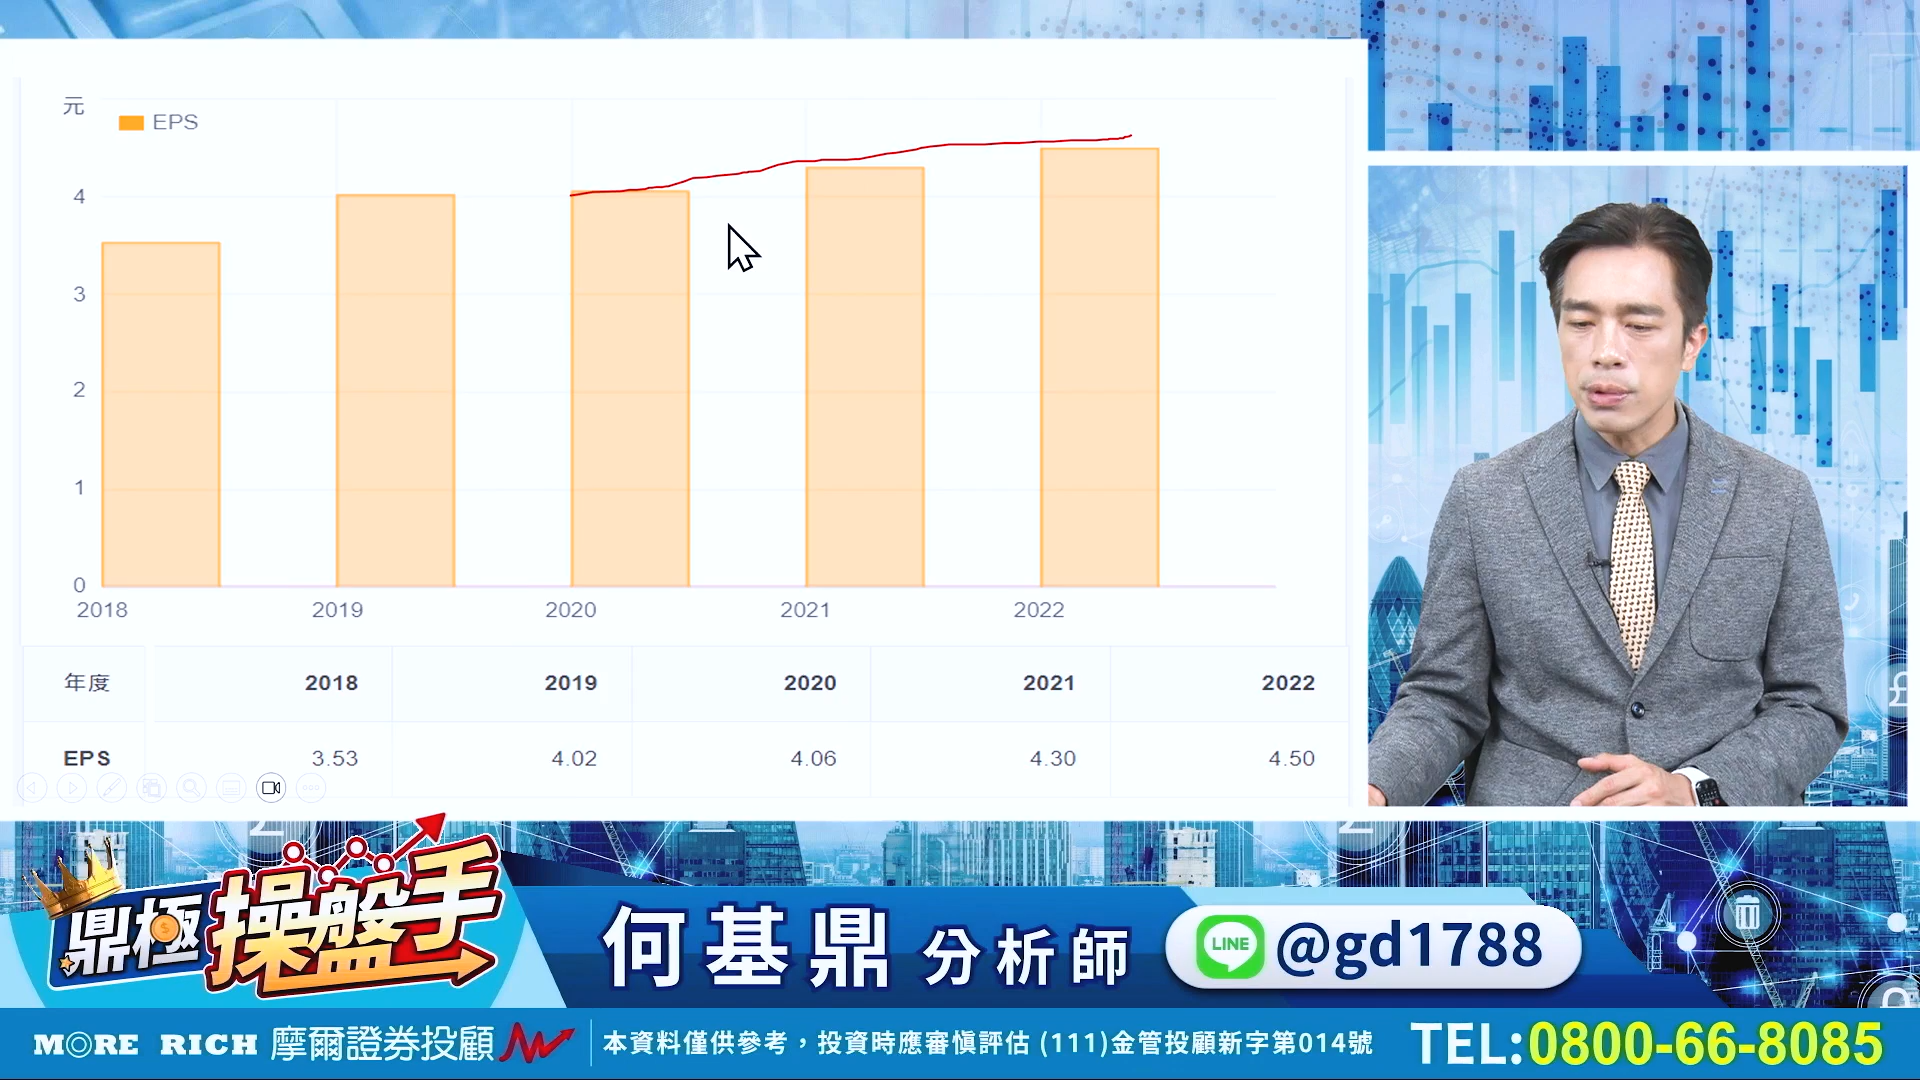 元
EPS
4
3
2
1
0
2018 2019 2020 2021 2022
年度 2018 2019 2020 2021 2022
EPS 3.53 4.02 4.06 4.30 4.50
鼎極操盤手
何基鼎 分析師
LINE @gd1788
MORE RICH 摩爾證券投顧
本資料僅供參考，投資時應審慎評估 (111)金管投顧新字第014號
TEL:0800-66-8085